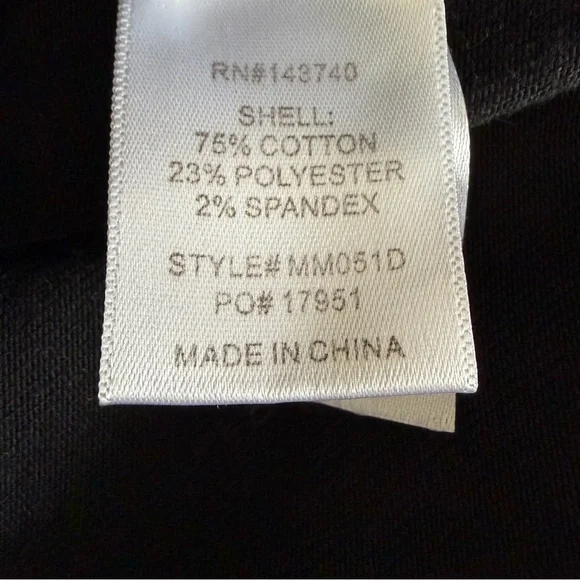 RN#143740
SHELL:
75% COTTON
23% POLYESTER
2% SPANDEX
STYLE# MM051D
PO# 17951
MADE IN CHINA